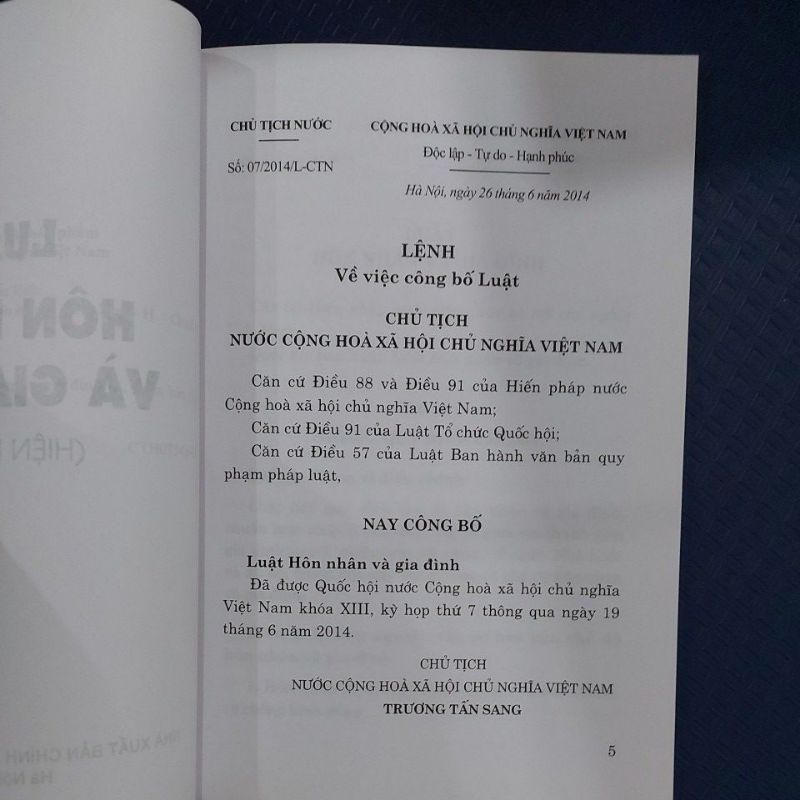 CHỦ TỊCH NƯỚC
CỘNG HOÀ XÃ HỘI CHỦ NGHĨA VIỆT NAM
Độc lập - Tự do - Hạnh phúc
Số: 07/2014/L-CTN
Hà Nội, ngày 26 tháng 6 năm 2014
LỆNH
Về việc công bố Luật
CHỦ TỊCH
NƯỚC CỘNG HOÀ XÃ HỘI CHỦ NGHĨA VIỆT NAM
Căn cứ Điều 88 và Điều 91 của Hiến pháp nước
Cộng hoà xã hội chủ nghĩa Việt Nam;
Căn cứ Điều 91 của Luật Tổ chức Quốc hội;
Căn cứ Điều 57 của Luật Ban hành văn bản quy
phạm pháp luật,
NAY CÔNG BỐ
Luật Hôn nhân và gia đình
Đã được Quốc hội nước Cộng hoà xã hội chủ nghĩa
Việt Nam khóa XIII, kỳ họp thứ 7 thông qua ngày 19
tháng 6 năm 2014.
CHỦ TỊCH
NƯỚC CỘNG HOÀ XÃ HỘI CHỦ NGHĨA VIỆT NAM
TRƯƠNG TẤN SANG
5